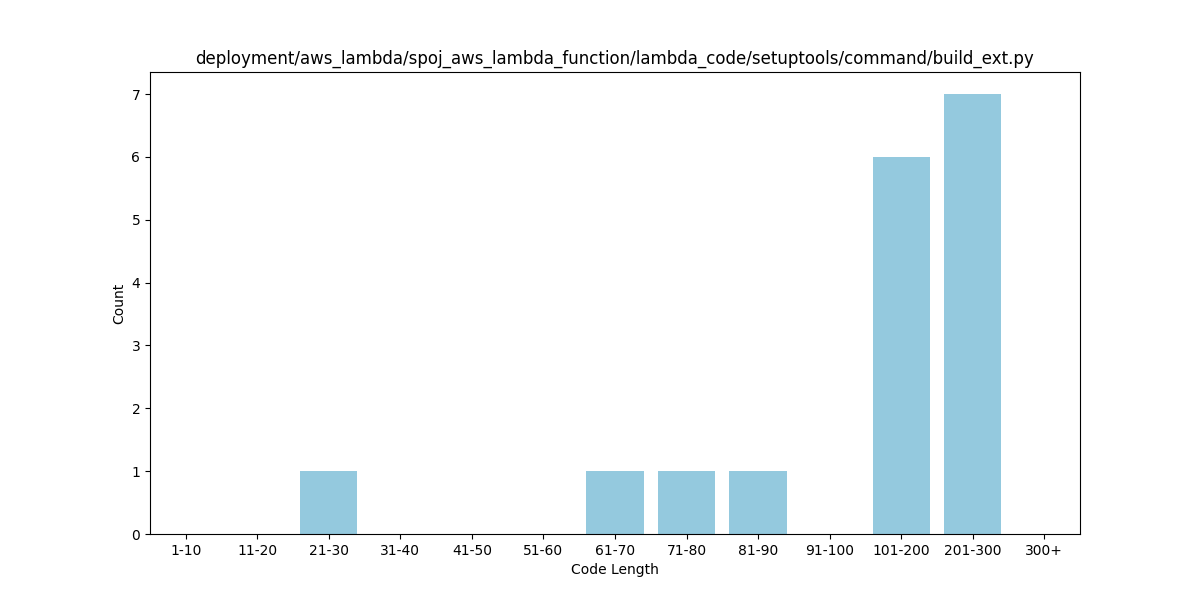 deployment/aws_lambda/spoj_aws_lambda_function/lambda_code/setuptools/command/build_ext.py
7
6
5
4
3
2
1
0
Count
1-10 11-20 21-30 31-40 41-50 51-60 61-70 71-80 81-90 91-100 101-200 201-300 300+
Code Length